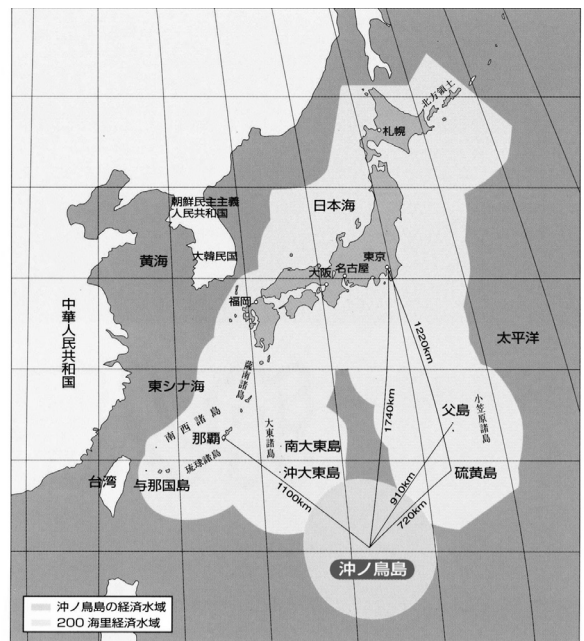 北方領土
札幌
朝鮮民主主義
人民共和国
日本海
大韓民国
黄海
東京
名古屋
大阪
福岡
中華人民共和国
太平洋
1220km
東シナ海
薩南諸島
1740km
小笠原諸島
父島
南西諸島
大東諸島
那覇
南大東島
琉球諸島
沖大東島
硫黄島
台湾
与那国島
1100km
910km
720km
沖ノ鳥島
沖ノ鳥島の経済水域
200海里経済水域